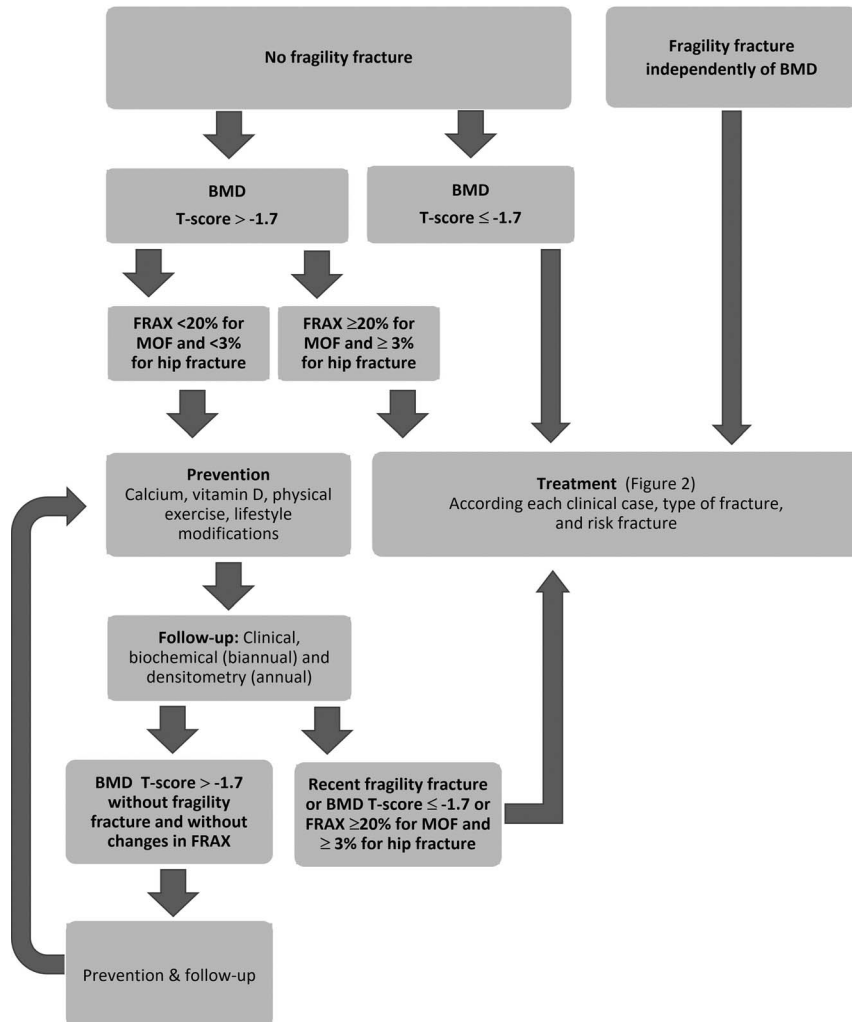 No fragility fracture
Fragility fracture
independently of BMD
BMD
T-score > -1.7
BMD
T-score ≤ -1.7
FRAX <20% for
MOF and <3%
for hip fracture
FRAX ≥20% for
MOF and ≥ 3%
for hip fracture
Prevention
Calcium, vitamin D, physical
exercise, lifestyle
modifications
Treatment (Figure 2)
According each clinical case, type of fracture,
and risk fracture
Follow-up: Clinical,
biochemical (biannual) and
densitometry (annual)
BMD T-score > -1.7
without fragility
fracture and without
changes in FRAX
Recent fragility fracture
or BMD T-score ≤ -1.7 or
FRAX ≥20% for MOF and
≥ 3% for hip fracture
Prevention & follow-up